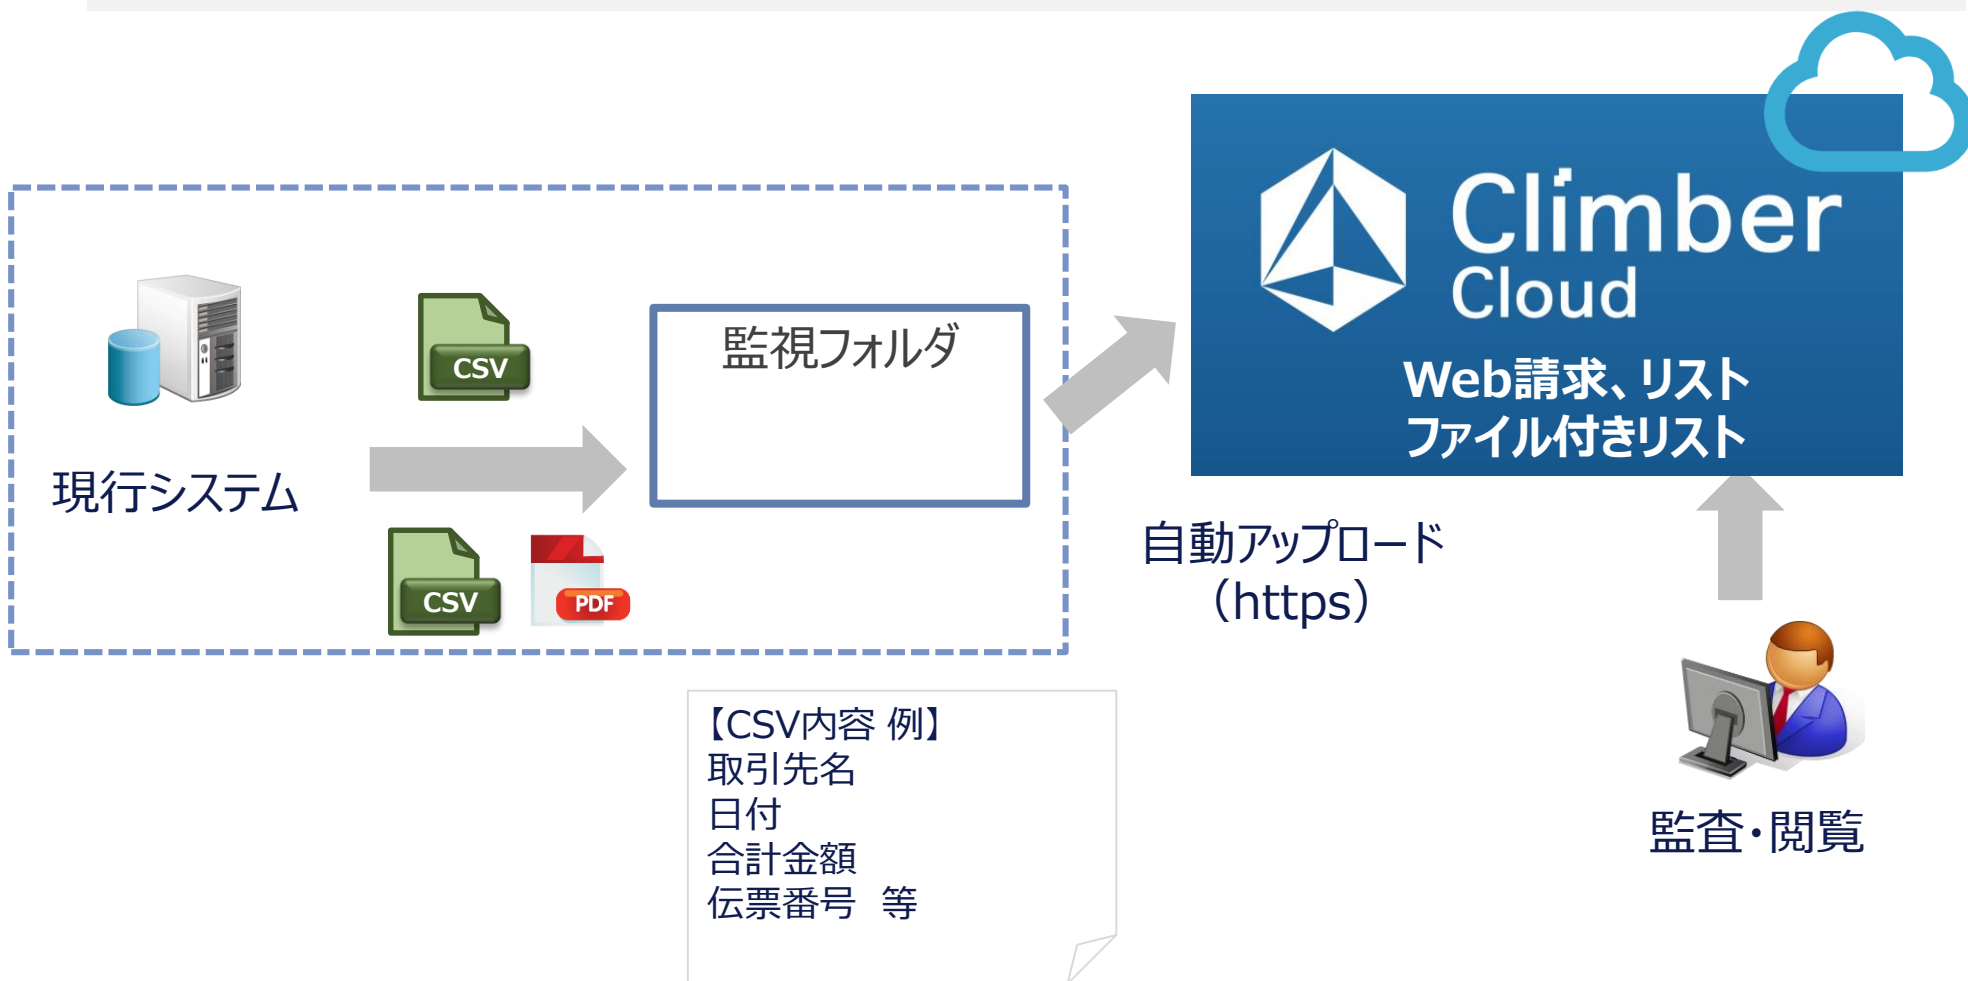 現行システム
CSV
CSV
PDF
監視フォルダ
Climber
Cloud
Web請求、リスト
ファイル付きリスト
自動アップロード
（https）
監査・閲覧
【CSV内容 例】
取引先名
日付
合計金額
伝票番号　等